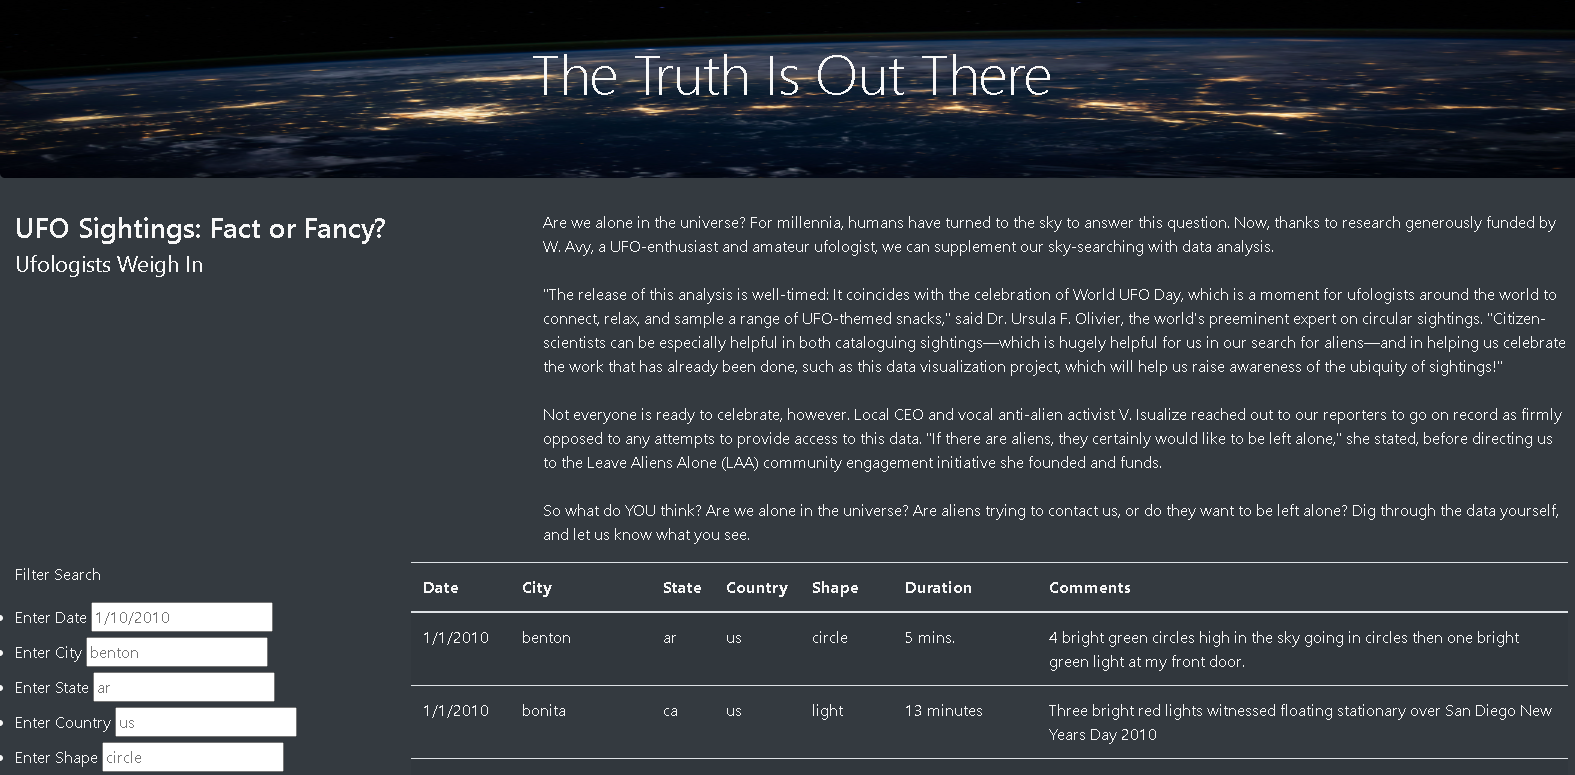 The Truth Is Out There
UFO Sightings: Fact or Fancy?
Ufologists Weigh In
Are we alone in the universe? For millennia, humans have turned to the sky to answer this question. Now, thanks to research generously funded by
W. Avy, a UFO-enthusiast and amateur ufologist, we can supplement our sky-searching with data analysis.
"The release of this analysis is well-timed: It coincides with the celebration of World UFO Day, which is a moment for ufologists around the world to
connect, relax, and sample a range of UFO-themed snacks," said Dr. Ursula F. Olivier, the world's preeminent expert on circular sightings. "Citizen-
scientists can be especially helpful in both cataloguing sightings—which is hugely helpful for us in our search for aliens—and in helping us celebrate
the work that has already been done, such as this data visualization project, which will help us raise awareness of the ubiquity of sightings!"
Not everyone is ready to celebrate, however. Local CEO and vocal anti-alien activist V. Isualize reached out to our reporters to go on record as firmly
opposed to any attempts to provide access to this data. "If there are aliens, they certainly would like to be left alone," she stated, before directing us
to the Leave Aliens Alone (LAA) community engagement initiative she founded and funds.
So what do YOU think? Are we alone in the universe? Are aliens trying to contact us, or do they want to be left alone? Dig through the data yourself,
and let us know what you see.
Filter Search
Enter Date 1/10/2010
Enter City benton
Enter State ar
Enter Country us
Enter Shape circle
Date City State Country Shape Duration Comments
1/1/2010 benton ar us circle 5 mins. 4 bright green circles high in the sky going in circles then one bright
green light at my front door.
1/1/2010 bonita ca us light 13 minutes Three bright red lights witnessed floating stationary over San Diego New
Years Day 2010